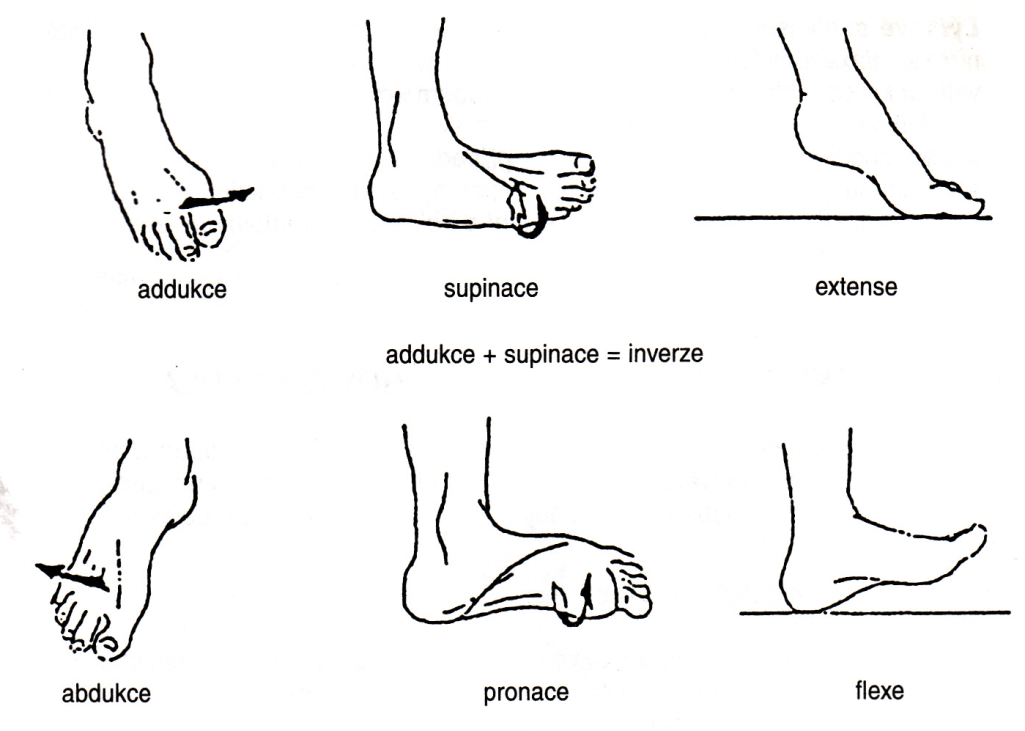 addukce
supinace
extense
addukce + supinace = inverze
abdukce
pronace
flexe